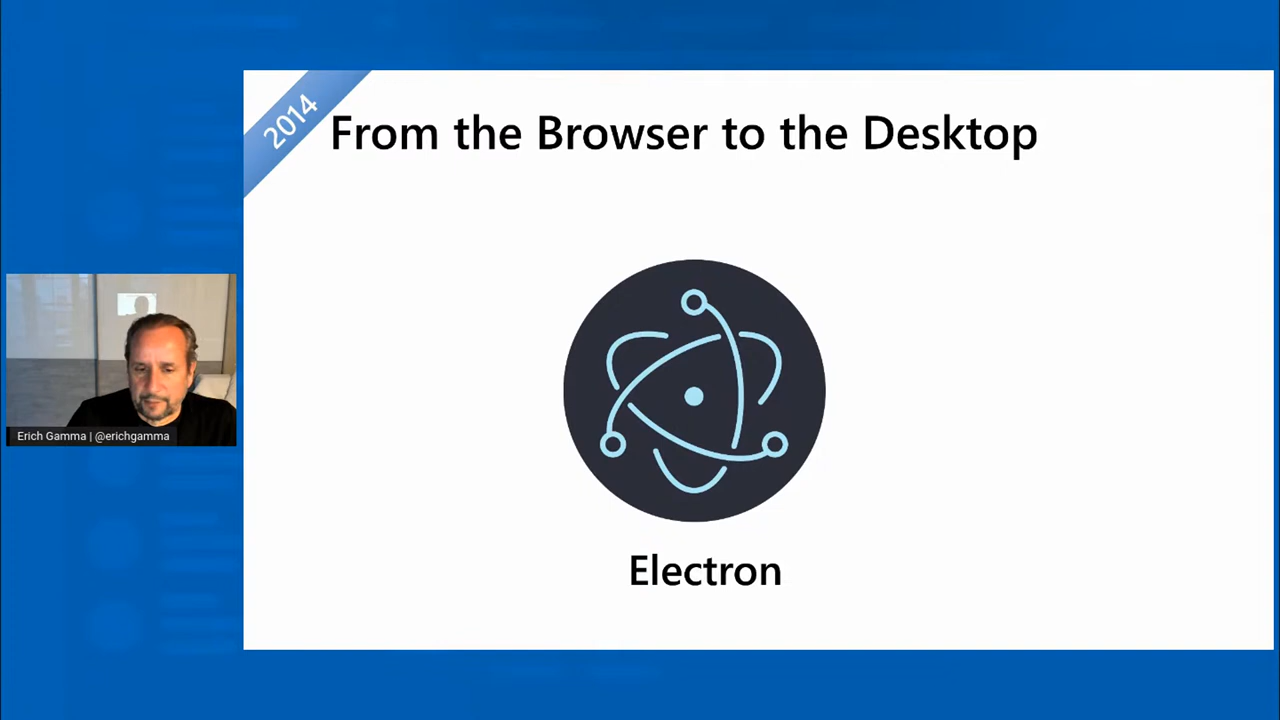 2014
From the Browser to the Desktop
Electron
Erich Gamma | @erichgamma